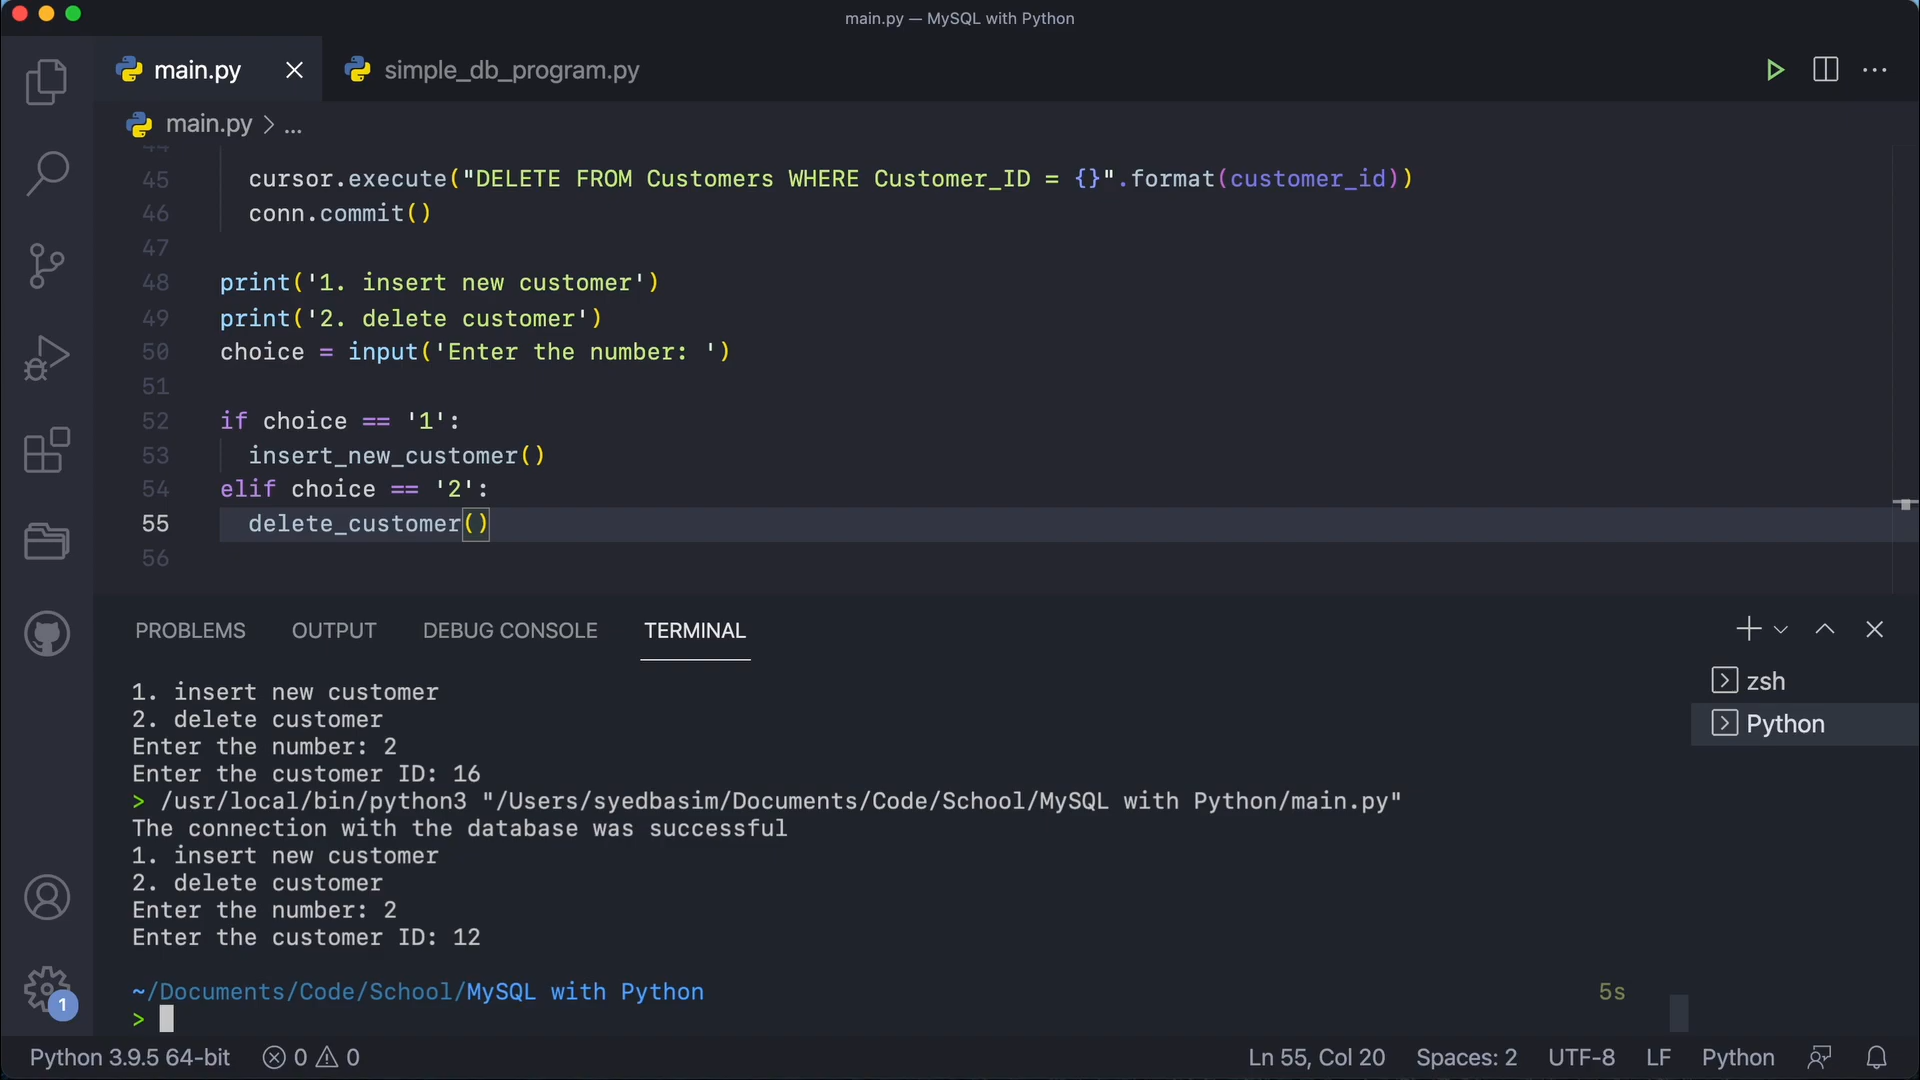 main.py — MySQL with Python
main.py
simple_db_program.py
main.py > ...
44
45 cursor.execute("DELETE FROM Customers WHERE Customer_ID = {}".format(customer_id))
46 conn.commit()
47
48 print('1. insert new customer')
49 print('2. delete customer')
50 choice = input('Enter the number: ')
51
52 if choice == '1':
53 insert_new_customer()
54 elif choice == '2':
55 delete_customer()
56
PROBLEMS OUTPUT DEBUG CONSOLE TERMINAL
zsh
Python
1. insert new customer
2. delete customer
Enter the number: 2
Enter the customer ID: 16
> /usr/local/bin/python3 "/Users/syedbasim/Documents/Code/School/MySQL with Python/main.py"
The connection with the database was successful
1. insert new customer
2. delete customer
Enter the number: 2
Enter the customer ID: 12
~/Documents/Code/School/MySQL with Python 5s
>
1
Python 3.9.5 64-bit 0 0 Ln 55, Col 20 Spaces: 2 UTF-8 LF Python